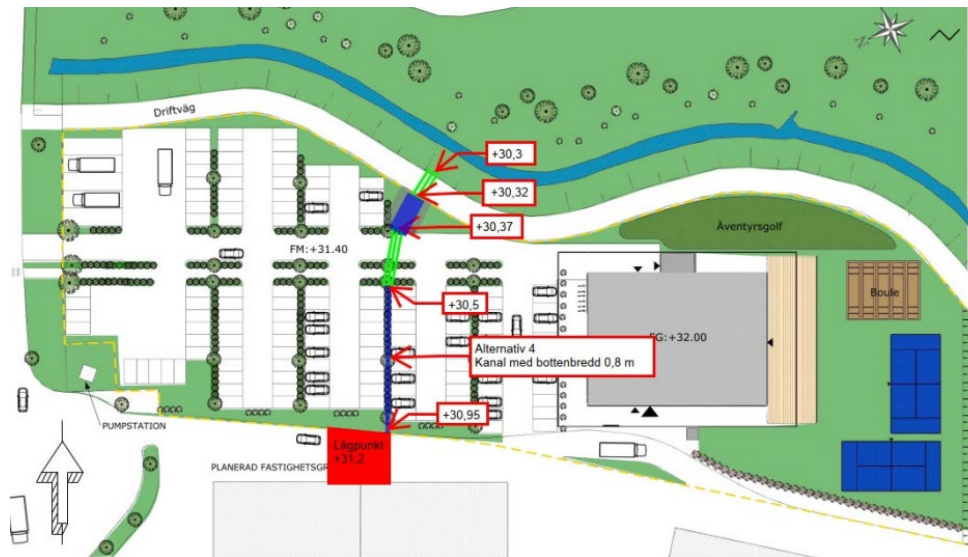 Driftväg
+30,3
+30,32
+30,37
Äventyrsgolf
FM:+31.40
Boule
+30,5
Alternativ 4
Kanal med bottenbredd 0,8 m
G:+32.00
+30,95
PUMPSTATION
Lågpunkt
+31,2
PLANERAD FASTIGHETSGR